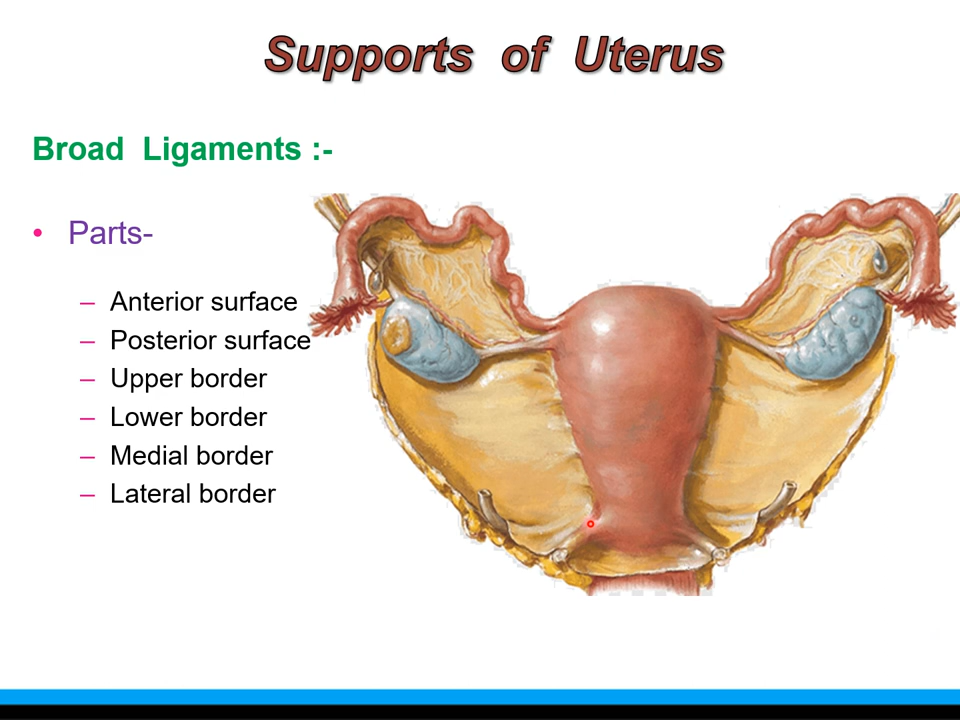 Supports of Uterus
Broad Ligaments :-
• Parts-
– Anterior surface
– Posterior surface
– Upper border
– Lower border
– Medial border
– Lateral border